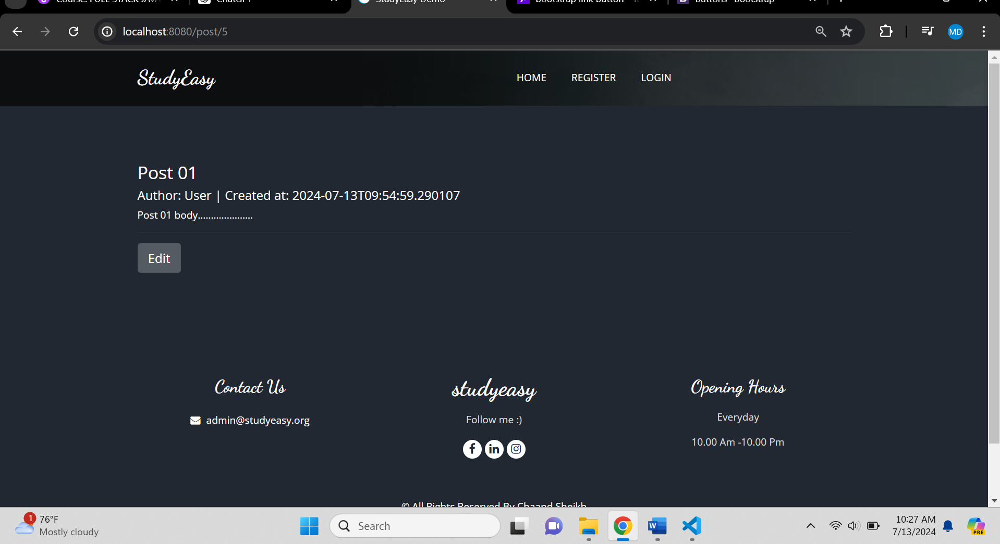 Course: FULL STACK JAVA
ChatGPT
StudyEasy Demo
bootstrap link button
Buttons · Bootstrap
localhost:8080/post/5
MD
StudyEasy
HOME
REGISTER
LOGIN
Post 01
Author: User | Created at: 2024-07-13T09:54:59.290107
Post 01 body.....................
Edit
Contact Us
admin@studyeasy.org
studyeasy
Follow me :)
Opening Hours
Everyday
10.00 Am -10.00 Pm
© All Rights Reserved By Chaand Sheikh
1
76°F
Mostly cloudy
Search
10:27 AM
7/13/2024
PRE